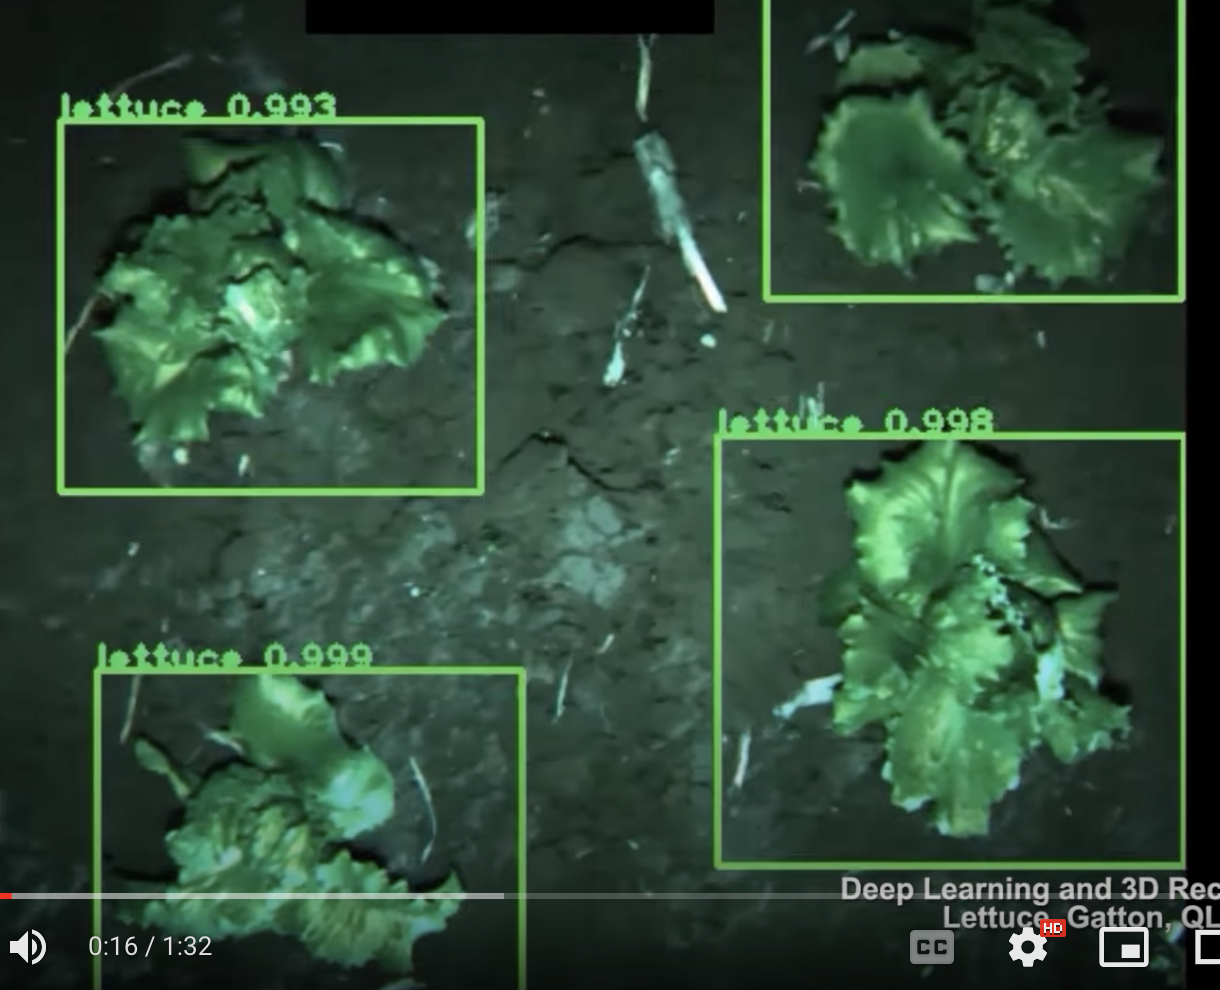 lettuce 0.993
lettuce 0.998
lettuce 0.999
Deep Learning and 3D Rec
Lettuce, Gatton, QL
HD
0:16 / 1:32
CC